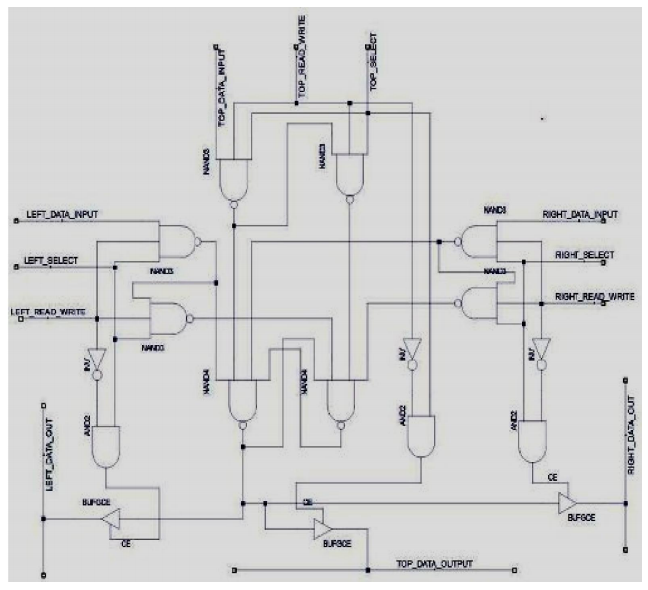 TOP_DATA_INPUT
TOP_READ_WRITE
TOP_SELECT
NAND3
NAND3
LEFT_DATA_INPUT
NAND3
RIGHT_DATA_INPUT
LEFT_SELECT
RIGHT_SELECT
NAND3
NAND3
RIGHT_READ_WRITE
LEFT_READ_WRITE
NAND3
INV
INV
INV
NAND4
NAND4
AND2
AND2
AND2
LEFT_DATA_OUT
RIGHT_DATA_OUT
CE
BUFGCE
CE
BUFGCE
CE
BUFGCE
TOP_DATA_OUTPUT